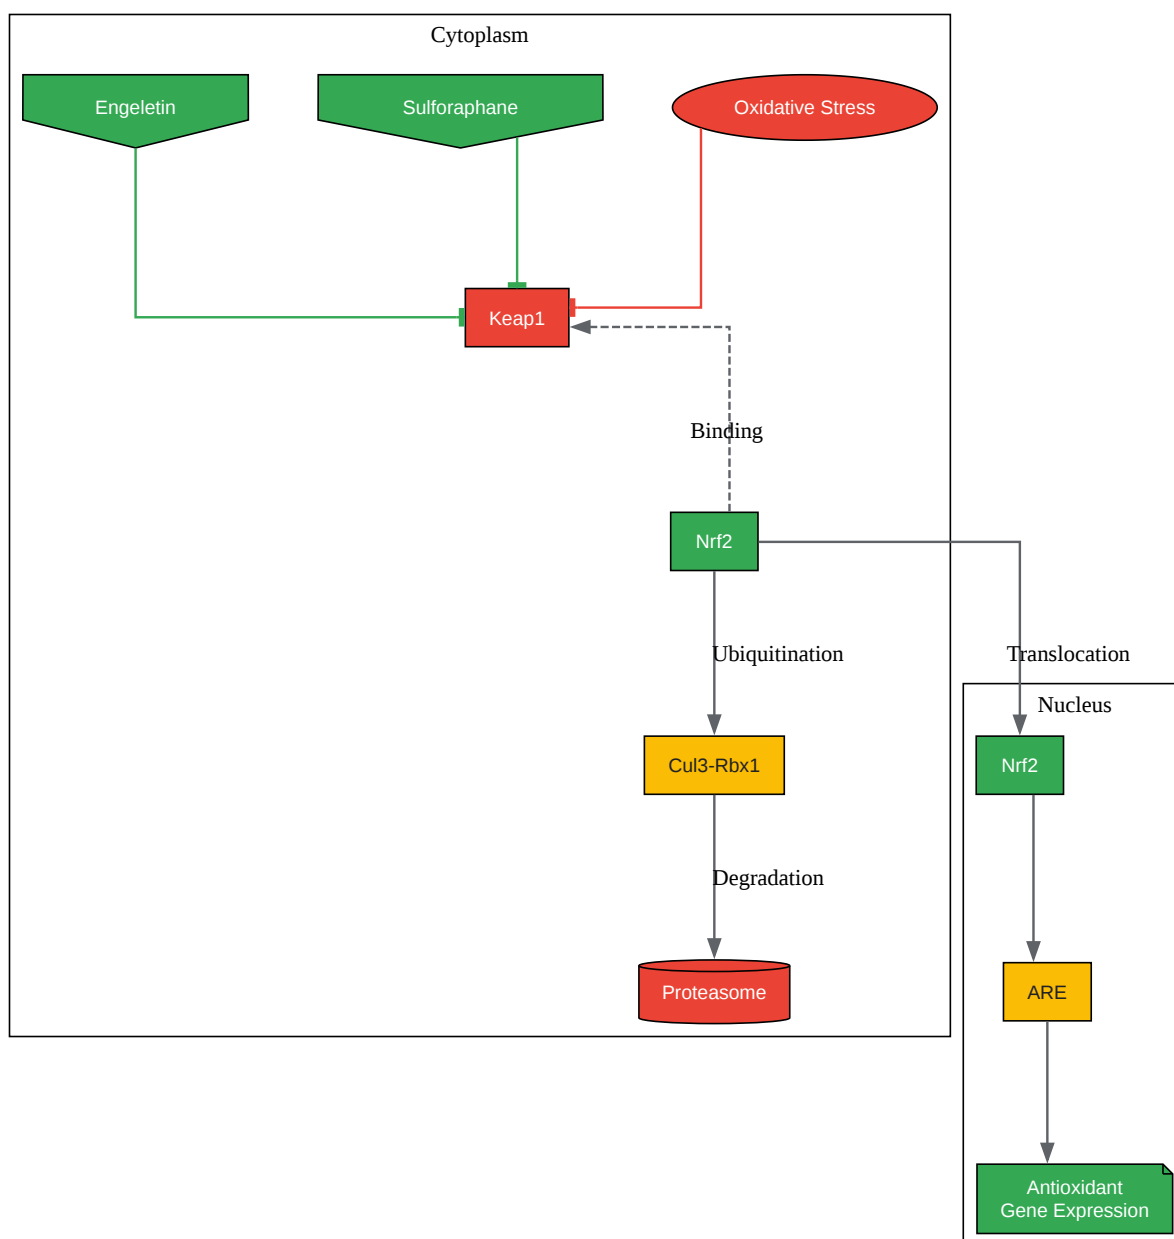 Cytoplasm
Engeletin
Sulforaphane
Oxidative Stress
Keap1
Binding
Nrf2
Ubiquitination
Translocation
Nucleus
Cul3-Rbx1
Nrf2
Degradation
Proteasome
ARE
Antioxidant
Gene Expression